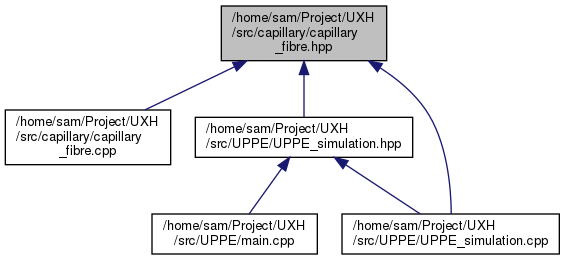 /home/sam/Project/UXH
/src/capillary/capillary
_fibre.hpp
/home/sam/Project/UXH
/src/capillary/capillary
_fibre.cpp
/home/sam/Project/UXH
/src/UPPE/UPPE_simulation.hpp
/home/sam/Project/UXH
/src/UPPE/main.cpp
/home/sam/Project/UXH
/src/UPPE/UPPE_simulation.cpp